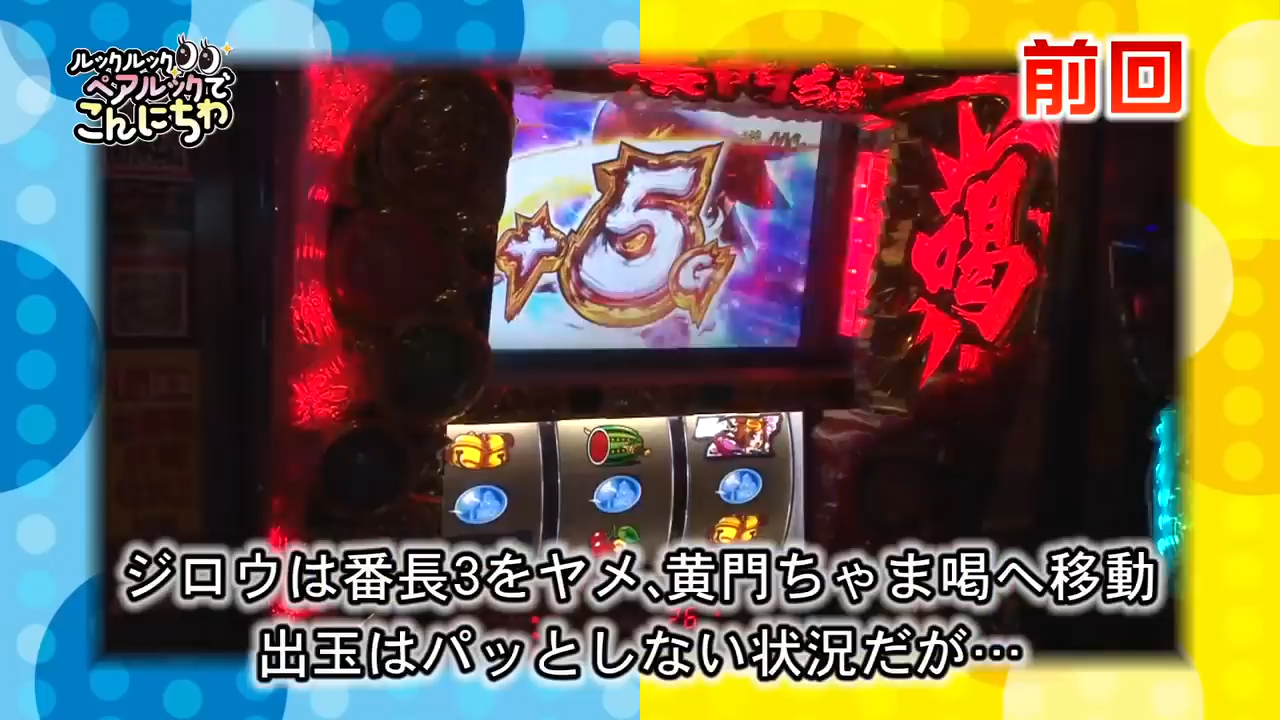 ルックルック
ペアルックで
こんにちわ
前回
黄門ちゃま
喝
+5G
ジロウは番長3をヤメ、黄門ちゃま喝へ移動
出玉はパッとしない状況だが…